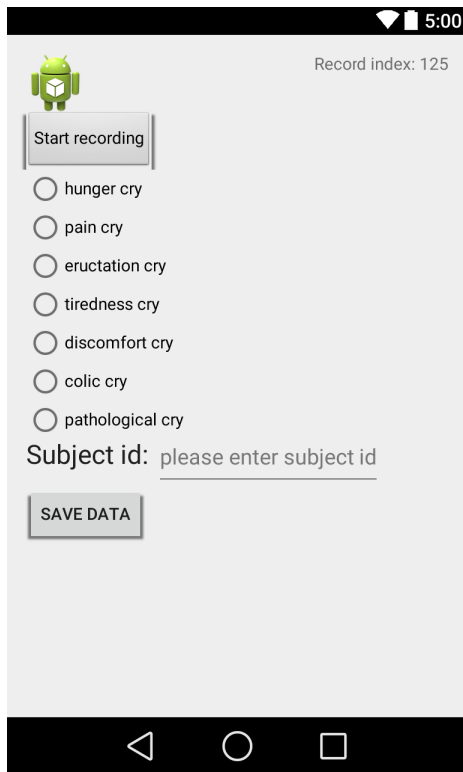 5:00
Record index: 125
Start recording
hunger cry
pain cry
eructation cry
tiredness cry
discomfort cry
colic cry
pathological cry
Subject id: please enter subject id
SAVE DATA